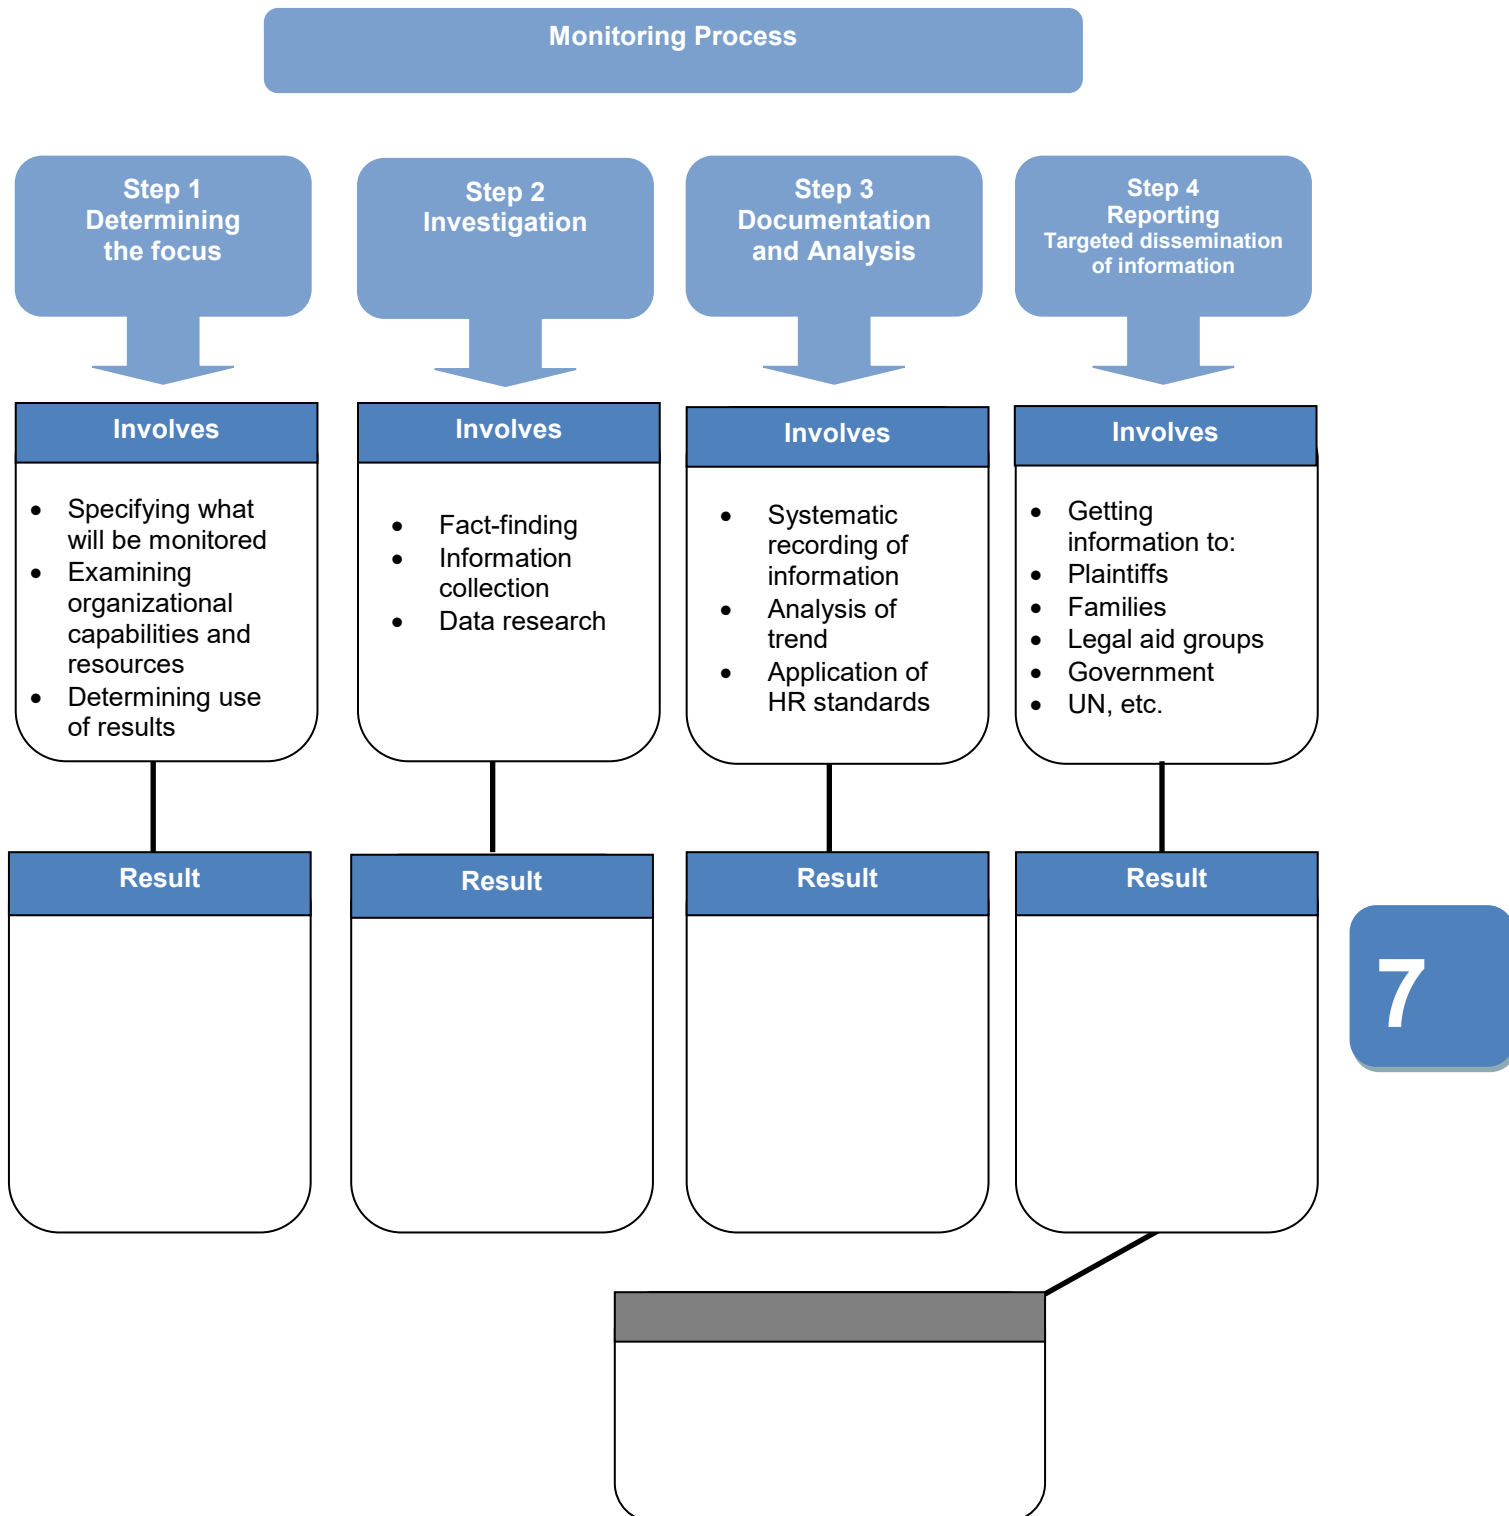 Monitoring Process
Step 1
Determining
the focus
Step 2
Investigation
Step 3
Documentation
and Analysis
Step 4
Reporting
Targeted dissemination
of information
Involves
• Specifying what
will be monitored
• Examining
organizational
capabilities and
resources
• Determining use
of results
Involves
• Fact-finding
• Information
collection
• Data research
Involves
• Systematic
recording of
information
• Analysis of
trend
• Application of
HR standards
Involves
• Getting
information to:
• Plaintiffs
• Families
• Legal aid groups
• Government
• UN, etc.
Result
Result
Result
Result
7